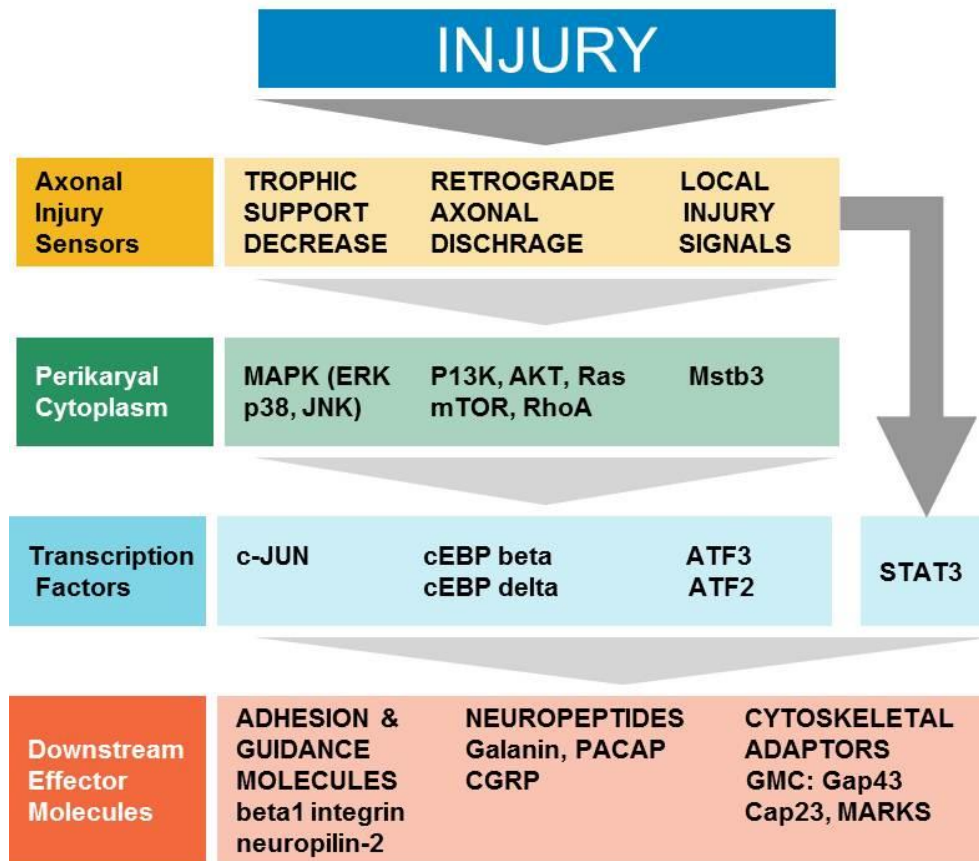 INJURY
Axonal
Injury
Sensors
TROPHIC
SUPPORT
DECREASE
RETROGRADE
AXONAL
DISCHRAGE
LOCAL
INJURY
SIGNALS
Perikaryal
Cytoplasm
MAPK (ERK
p38, JNK)
P13K, AKT, Ras
mTOR, RhoA
Mstb3
Transcription
Factors
c-JUN
cEBP beta
cEBP delta
ATF3
ATF2
STAT3
Downstream
Effector
Molecules
ADHESION &
GUIDANCE
MOLECULES
beta1 integrin
neuropilin-2
NEUROPEPTIDES
Galanin, PACAP
CGRP
CYTOSKELETAL
ADAPTORS
GMC: Gap43
Cap23, MARKS